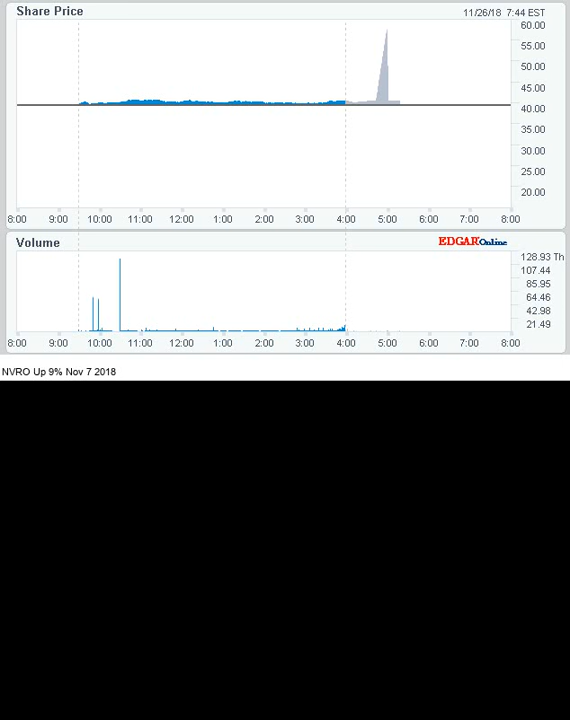 Share Price
11/26/18 7:44 EST
60.00
55.00
50.00
45.00
40.00
35.00
30.00
25.00
20.00
8:00 9:00 10:00 11:00 12:00 1:00 2:00 3:00 4:00 5:00 6:00 7:00 8:00
Volume
EDGAROnline
128.93 Th
107.44
85.95
64.46
42.98
21.49
8:00 9:00 10:00 11:00 12:00 1:00 2:00 3:00 4:00 5:00 6:00 7:00 8:00
NVRO Up 9% Nov 7 2018